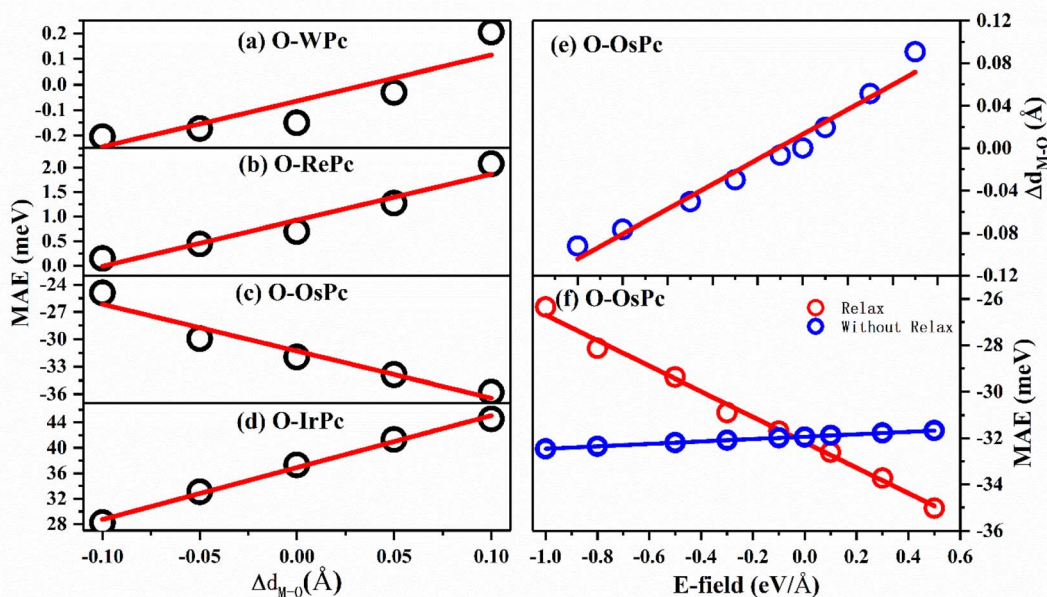 (a) O-WPc
0.2
0.1
0.0
-0.1
-0.2
(b) O-RePc
2.0
1.5
1.0
0.5
0.0
(c) O-OsPc
-24
-27
-30
-33
-36
(d) O-IrPc
44
40
36
32
28
-0.10 -0.05 0.00 0.05 0.10
MAE (meV)
Δd_M-O(Å)
(e) O-OsPc
0.12
0.08
0.04
0.00
-0.04
-0.08
-0.12
Δd_M-O (Å)
(f) O-OsPc
Relax
Without Relax
-26
-28
-30
-32
-34
-36
MAE (meV)
-1.0 -0.8 -0.6 -0.4 -0.2 0.0 0.2 0.4 0.6
E-field (eV/Å)